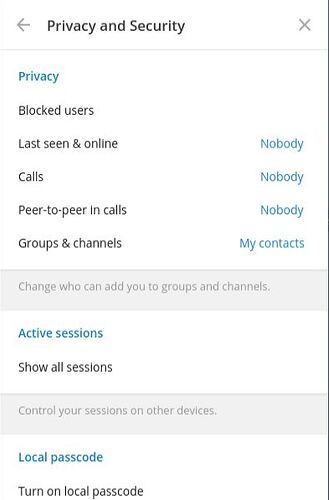 Privacy and Security
Privacy
Blocked users
Last seen & online Nobody
Calls Nobody
Peer-to-peer in calls Nobody
Groups & channels My contacts
Change who can add you to groups and channels.
Active sessions
Show all sessions
Control your sessions on other devices.
Local passcode
Turn on local passcode